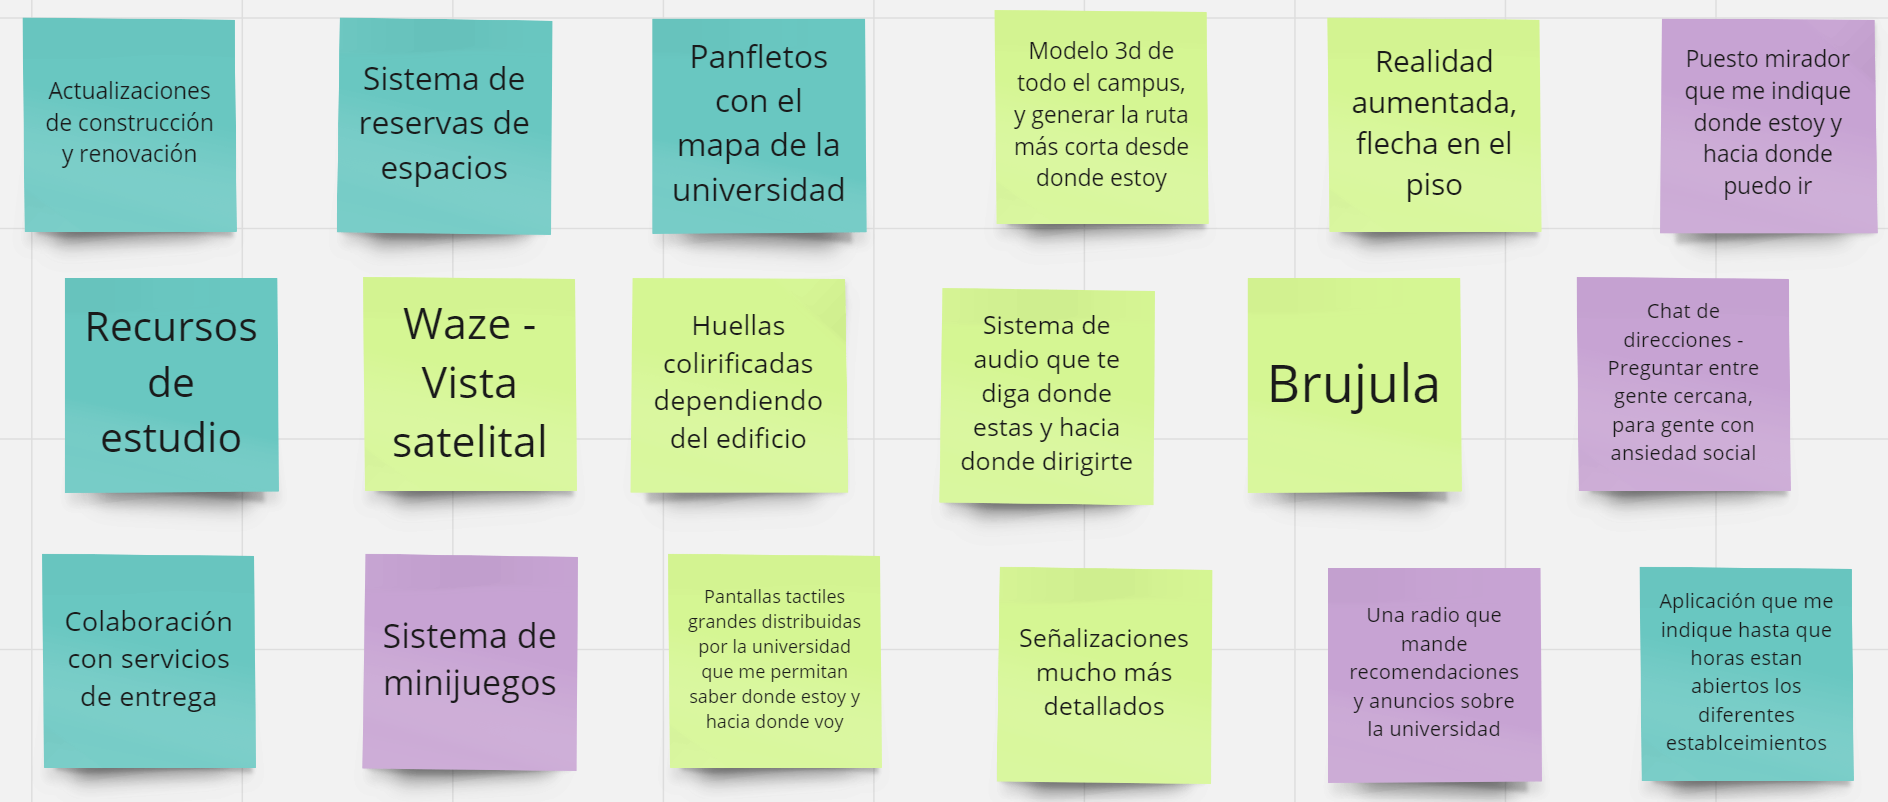 Actualizaciones
de construcción
y renovación
Sistema de
reservas de
espacios
Panfletos
con el
mapa de la
universidad
Modelo 3d de
todo el campus,
y generar la ruta
más corta desde
donde estoy
Realidad
aumentada,
flecha en el
piso
Puesto mirador
que me indique
donde estoy y
hacia donde
puedo ir
Recursos
de
estudio
Waze -
Vista
satelital
Huellas
colirificadas
dependiendo
del edificio
Sistema de
audio que te
diga donde
estas y hacia
donde dirigirte
Brujula
Chat de
direcciones -
Preguntar entre
gente cercana,
para gente con
ansiedad social
Colaboración
con servicios
de entrega
Sistema de
minijuegos
Pantallas tactiles
grandes distribuidas
por la universidad
que me permitan
saber donde estoy y
hacia donde voy
Señalizaciones
mucho más
detallados
Una radio que
mande
recomendaciones
y anuncios sobre
la universidad
Aplicación que me
indique hasta que
horas estan
abiertos los
diferentes
establceimientos